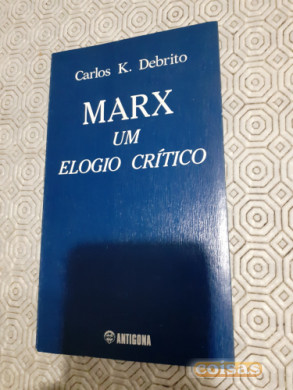 Carlos K. Debrito
MARX
UM
ELOGIO CRÍTICO
ANTIGONA
coisas